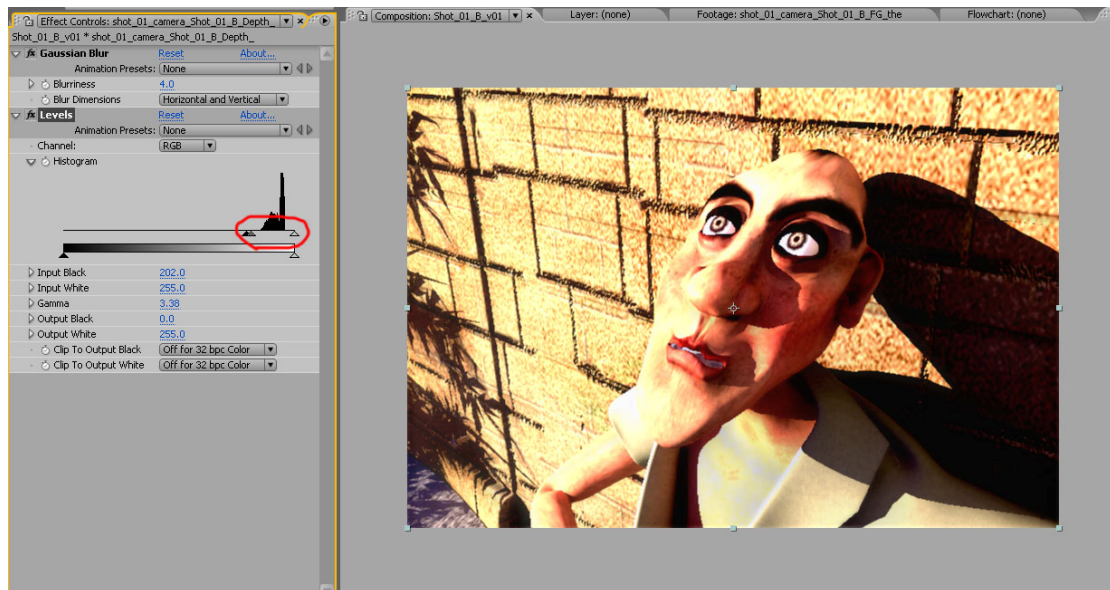 Effect Controls: shot_01_camera_Shot_01_B_Depth_
Composition: Shot_01_B_v01
Layer: (none)
Footage: shot_01_camera_Shot_01_B_FG_the
Flowchart: (none)
Shot_01_B_v01 * shot_01_camera_Shot_01_B_Depth_
fx Gaussian Blur Reset About...
Animation Presets: None
Blurriness 4.0
Blur Dimensions Horizontal and Vertical
fx Levels Reset About...
Animation Presets: None
Channel: RGB
Histogram
Input Black 202.0
Input White 255.0
Gamma 3.38
Output Black 0.0
Output White 255.0
Clip To Output Black Off for 32 bpc Color
Clip To Output White Off for 32 bpc Color